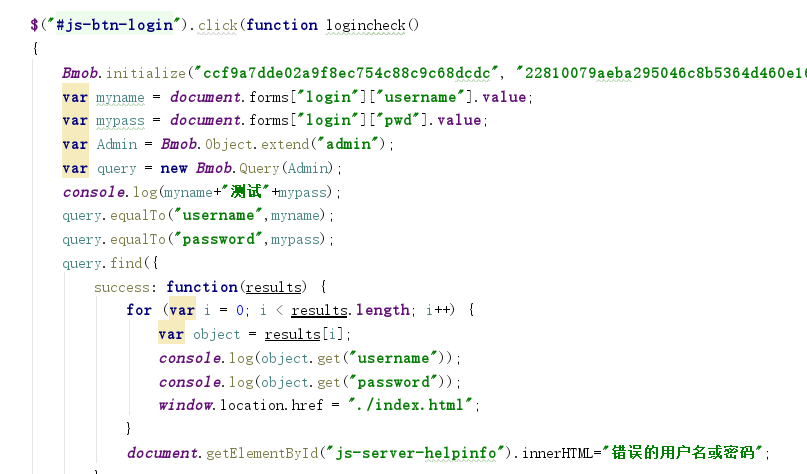 $("#js-btn-login").click(function logincheck()
{
Bmob.initialize("ccf9a7dde02a9f8ec754c88c9c68dcdc", "22810079aeba295046c8b5364d460e16
var myname = document.forms["login"]["username"].value;
var mypass = document.forms["login"]["pwd"].value;
var Admin = Bmob.Object.extend("admin");
var query = new Bmob.Query(Admin);
console.log(myname+"测试"+mypass);
query.equalTo("username",myname);
query.equalTo("password",mypass);
query.find({
success: function(results) {
for (var i = 0; i < results.length; i++) {
var object = results[i];
console.log(object.get("username"));
console.log(object.get("password"));
window.location.href = "./index.html";
}
document.getElementById("js-server-helpinfo").innerHTML="错误的用户名或密码";